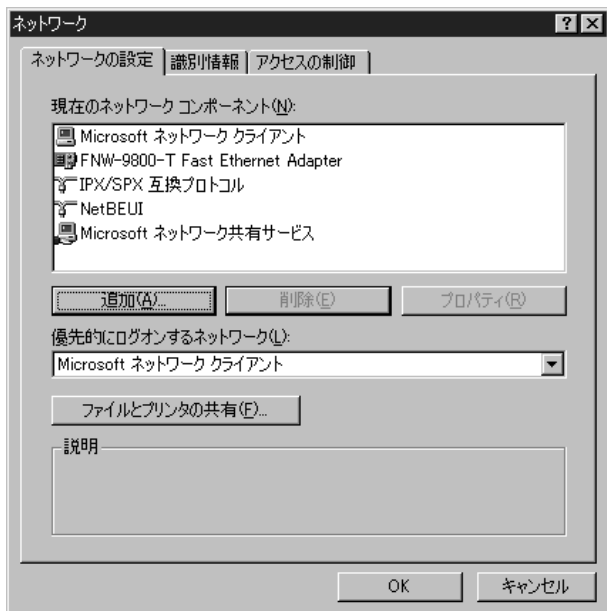 ネットワーク
ネットワークの設定 識別情報 アクセスの制御
現在のネットワーク コンポーネント(N):
Microsoft ネットワーク クライアント
FNW-9800-T Fast Ethernet Adapter
IPX/SPX 互換プロトコル
NetBEUI
Microsoft ネットワーク共有サービス
追加(A)... 削除(E) プロパティ(R)
優先的にログオンするネットワーク(L):
Microsoft ネットワーク クライアント
ファイルとプリンタの共有(F)...
説明
OK キャンセル